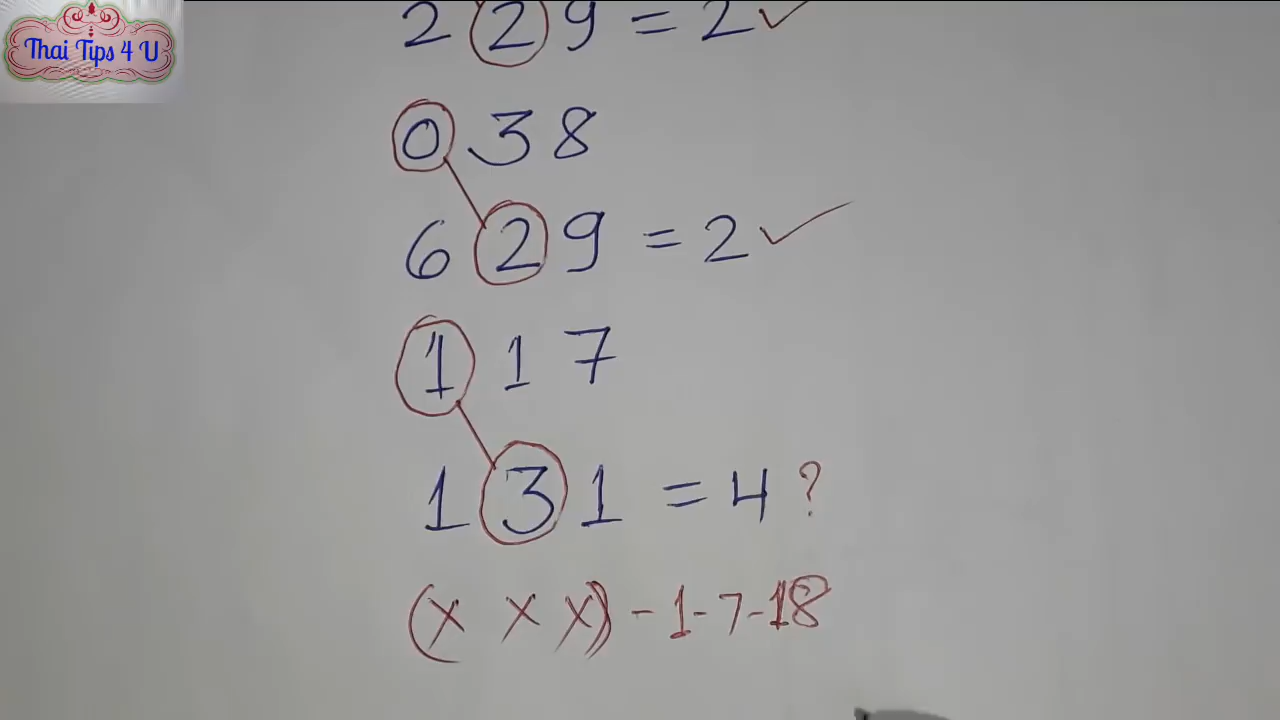 Thai Tips 4 U
2 2 9 = 2 ✓
0 3 8
6 2 9 = 2 ✓
1 1 7
1 3 1 = 4 ?
(x x x) - 1-7-18